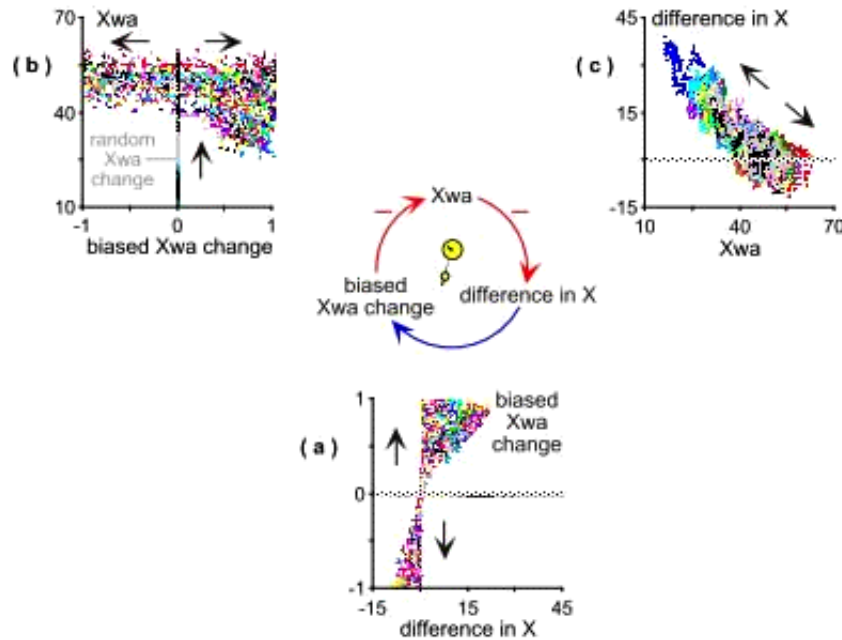 70
Xwa
( b )
40
random
Xwa
change
10
-1
0
1
biased Xwa change
45
difference in X
( c )
15
-15
10
40
70
Xwa
Xwa
biased
Xwa change
difference in X
1
biased
Xwa
change
( a )
0
-1
-15
15
45
difference in X